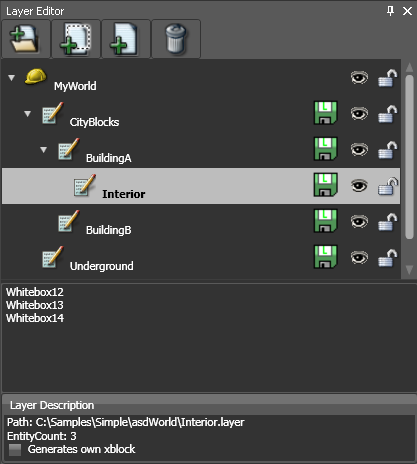 Layer Editor
MyWorld
CityBlocks
BuildingA
Interior
BuildingB
Underground
Whitebox12
Whitebox13
Whitebox14
Layer Description
Path: C:\Samples\Simple\asdWorld\Interior.layer
EntityCount: 3
Generates own xblock